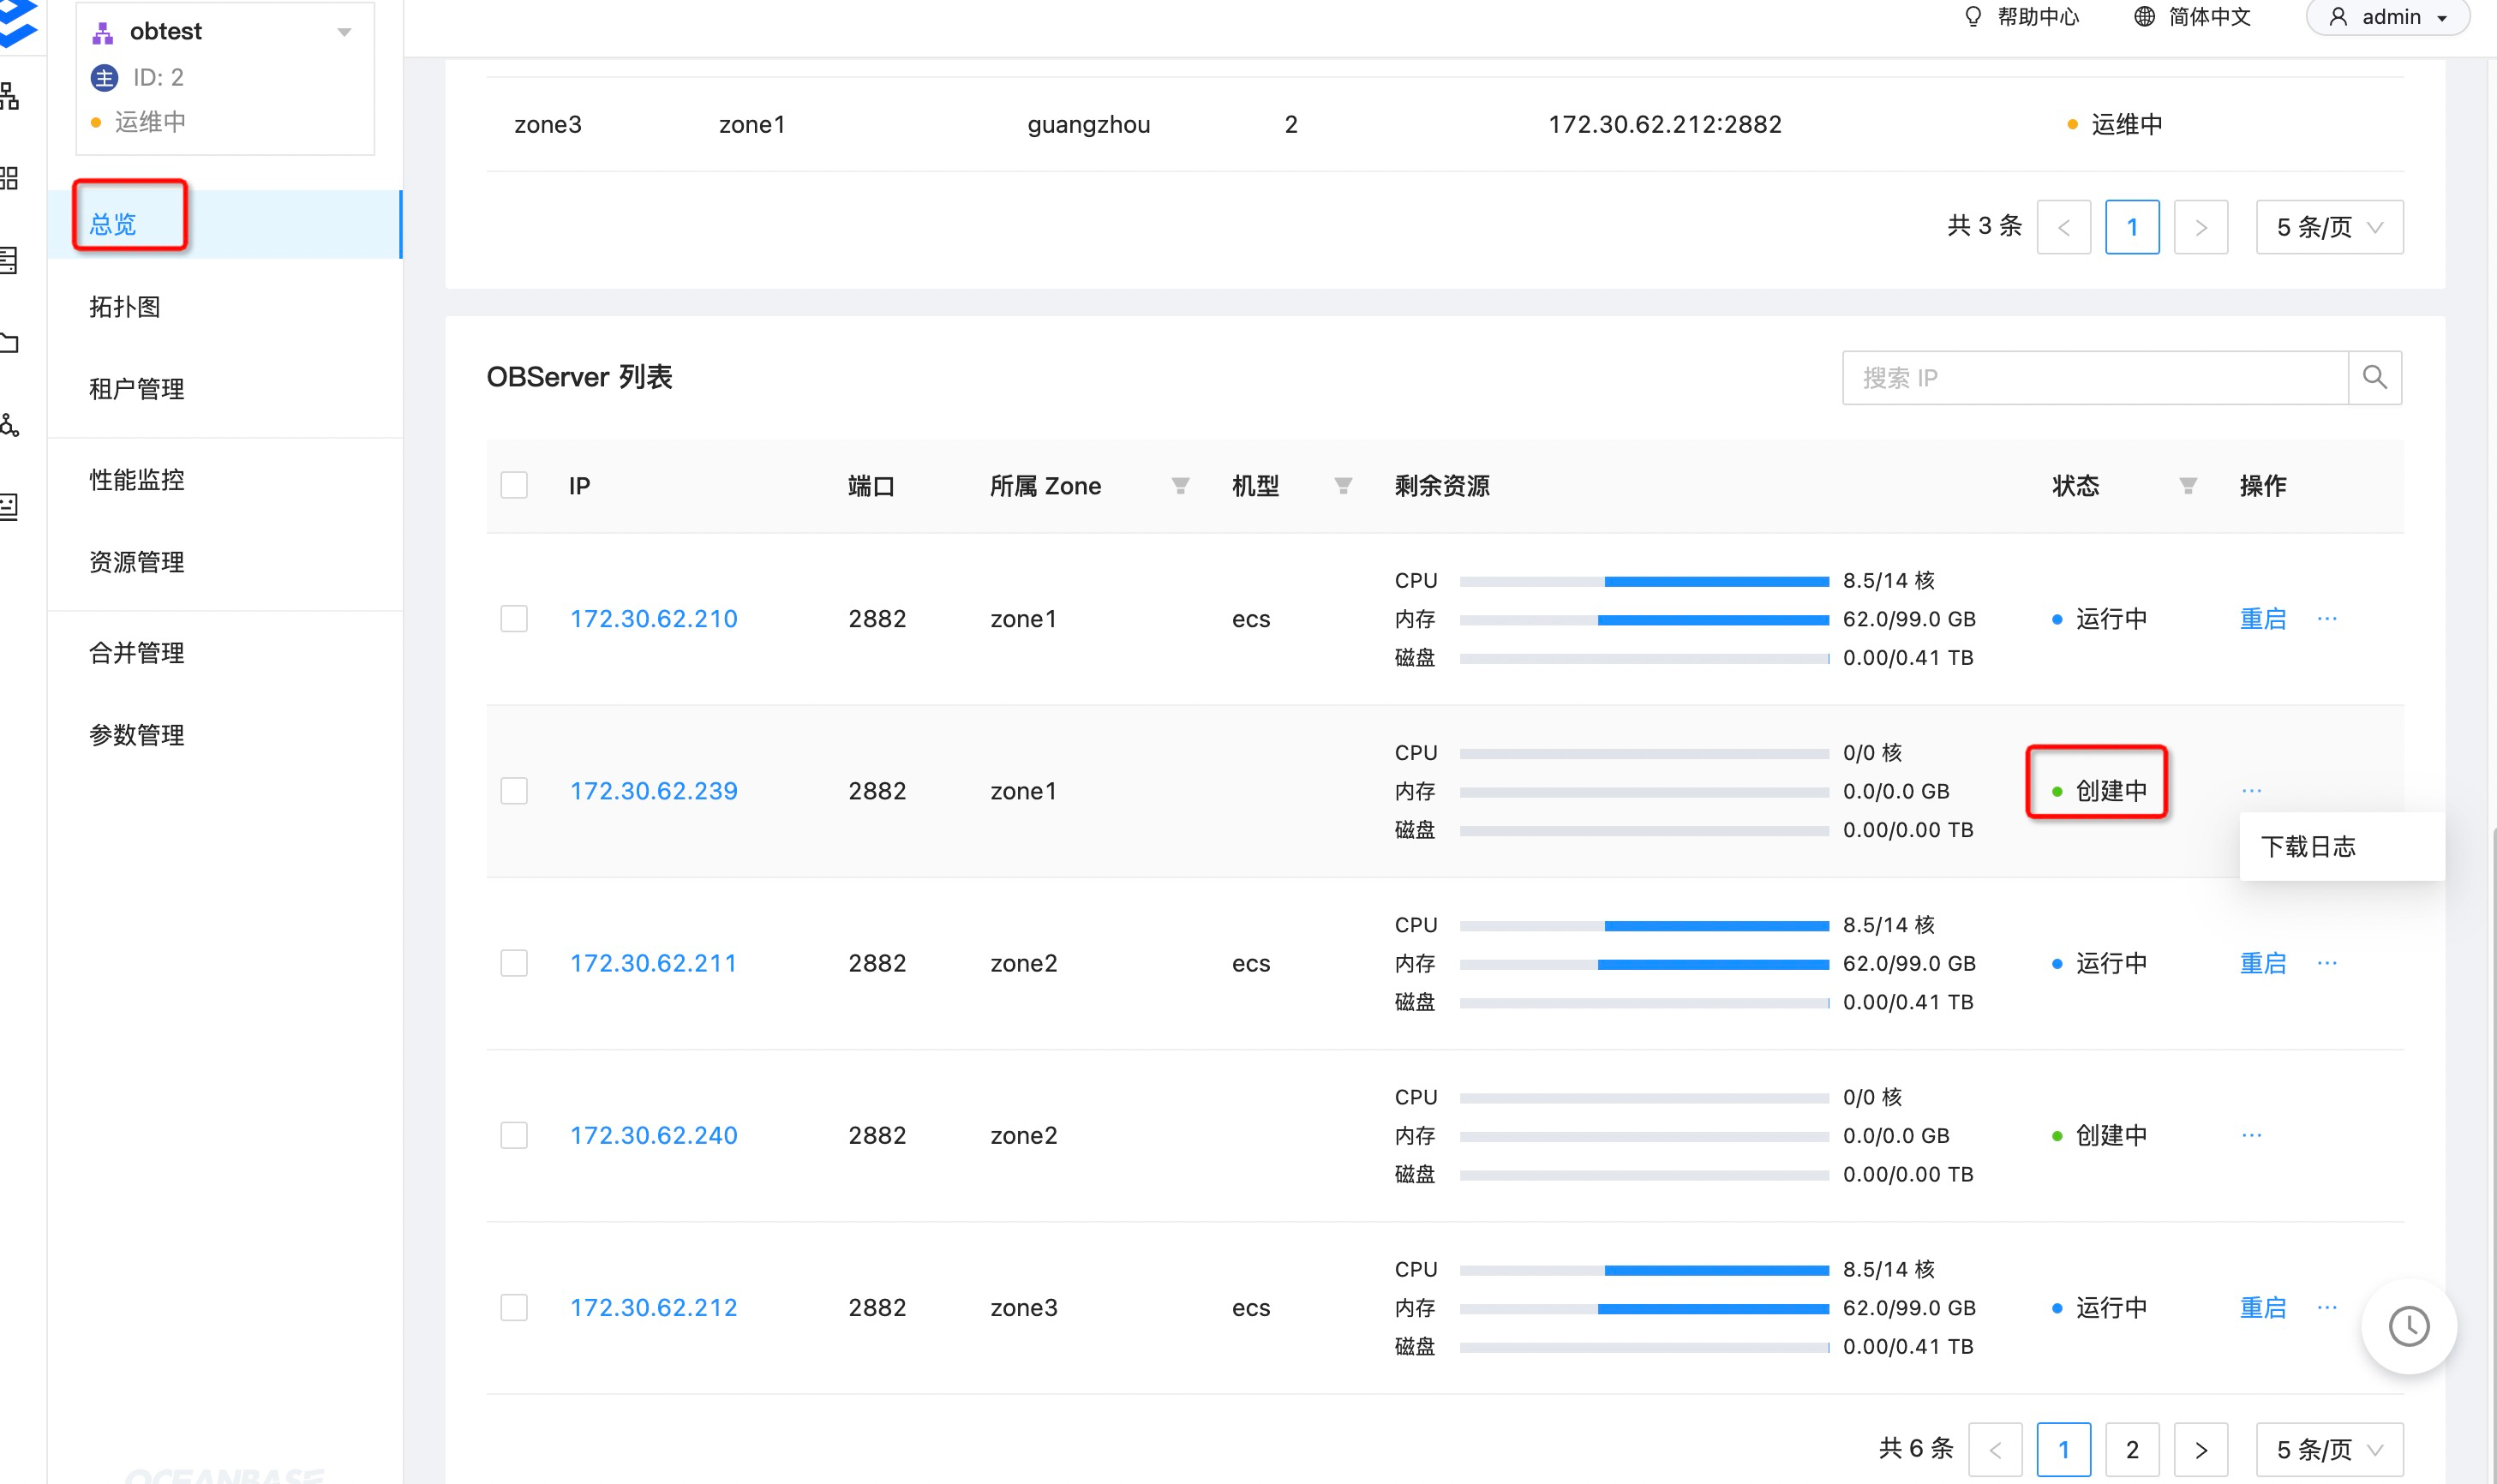 帮助中心 简体中文 admin
obtest
主 ID: 2
运维中
总览
拓扑图
租户管理
性能监控
资源管理
合并管理
参数管理
OCEANBASE
zone3 zone1 guangzhou 2 172.30.62.212:2882 运维中
共 3 条 < 1 > 5 条/页
OBServer 列表 搜索 IP
IP 端口 所属 Zone 机型 剩余资源 状态 操作
CPU 8.5/14 核
172.30.62.210 2882 zone1 ecs 内存 62.0/99.0 GB 运行中 重启 ···
磁盘 0.00/0.41 TB
CPU 0/0 核
172.30.62.239 2882 zone1 内存 0.0/0.0 GB 创建中 ···
磁盘 0.00/0.00 TB
下载日志
CPU 8.5/14 核
172.30.62.211 2882 zone2 ecs 内存 62.0/99.0 GB 运行中 重启 ···
磁盘 0.00/0.41 TB
CPU 0/0 核
172.30.62.240 2882 zone2 内存 0.0/0.0 GB 创建中 ···
磁盘 0.00/0.00 TB
CPU 8.5/14 核
172.30.62.212 2882 zone3 ecs 内存 62.0/99.0 GB 运行中 重启 ···
磁盘 0.00/0.41 TB
共 6 条 < 1 2 > 5 条/页